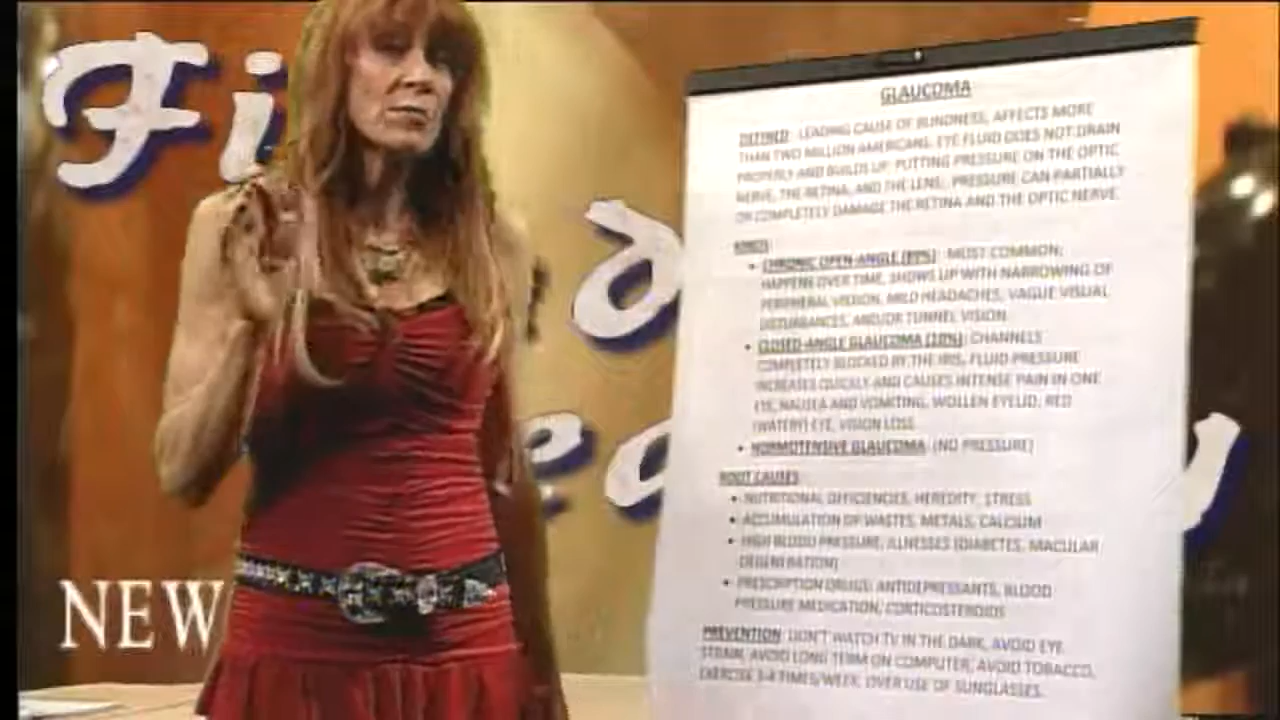 Fi
d
e
NEW
GLAUCOMA
DEFINED: LEADING CAUSE OF BLINDNESS, AFFECTS MORE
THAN TWO MILLION AMERICANS. EYE FLUID DOES NOT DRAIN
PROPERLY AND BUILDS UP, PUTTING PRESSURE ON THE OPTIC
NERVE, THE RETINA, AND THE LENS. PRESSURE CAN PARTIALLY
OR COMPLETELY DAMAGE THE RETINA AND THE OPTIC NERVE.
KINDS:
• CHRONIC OPEN-ANGLE (90%): MOST COMMON;
HAPPENS OVER TIME, SHOWS UP WITH NARROWING OF
PERIPHERAL VISION, MILD HEADACHES, VAGUE VISUAL
DISTURBANCES, AND/OR TUNNEL VISION.
• CLOSED-ANGLE GLAUCOMA (10%): CHANNELS
COMPLETELY BLOCKED BY THE IRIS, FLUID PRESSURE
INCREASES QUICKLY AND CAUSES INTENSE PAIN IN ONE
EYE, NAUSEA AND VOMITING, WOLLEN EYELID, RED
(WATERY) EYE, VISION LOSS
• NORMOTENSIVE GLAUCOMA: (NO PRESSURE)
ROOT CAUSES:
• NUTRITIONAL DEFICIENCIES, HEREDITY, STRESS
• ACCUMULATION OF WASTES, METALS, CALCIUM
• HIGH BLOOD PRESSURE, ILLNESSES (DIABETES, MACULAR
DEGENERATION)
• PRESCRIPTION DRUGS: ANTIDEPRESSANTS, BLOOD
PRESSURE MEDICATION, CORTICOSTEROIDS
PREVENTION: DON'T WATCH TV IN THE DARK, AVOID EYE
STRAIN, AVOID LONG TERM ON COMPUTER, AVOID TOBACCO,
EXERCISE 3-4 TIMES/WEEK, OVER USE OF SUNGLASSES.